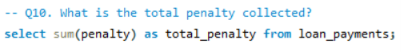 -- Q10. What is the total penalty collected?
select sum(penalty) as total_penalty from loan_payments;